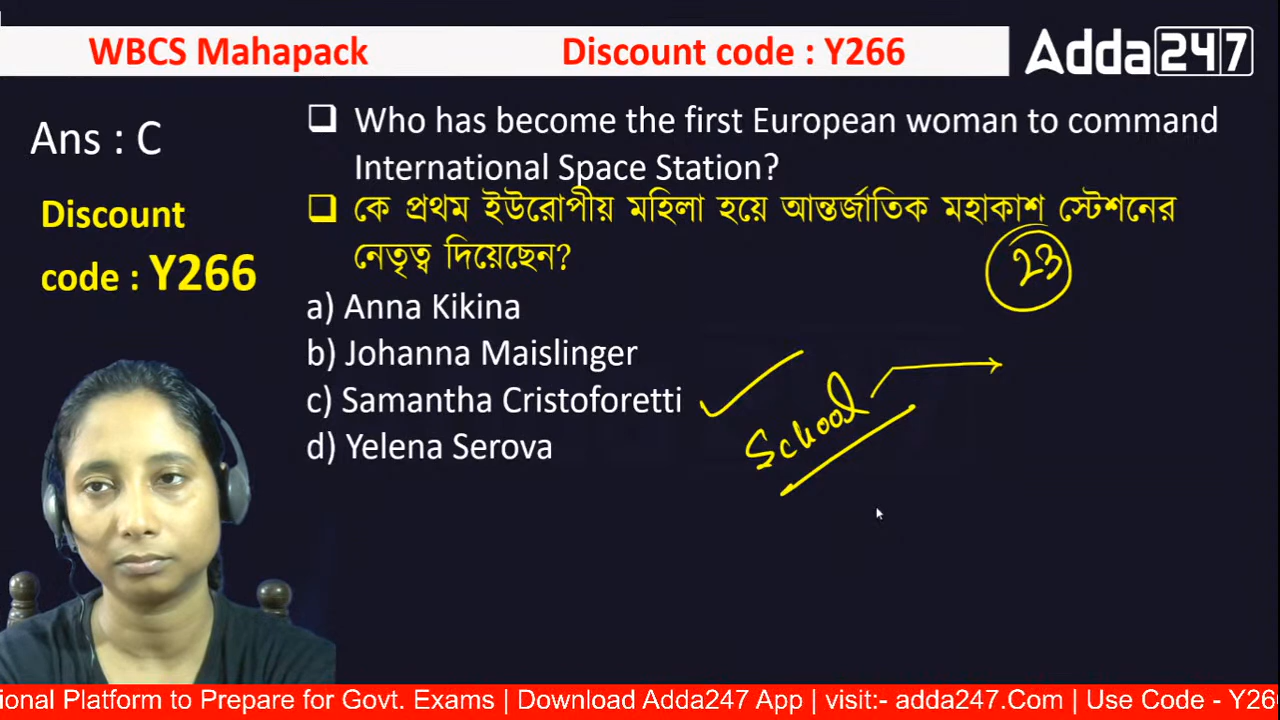 WBCS Mahapack Discount code : Y266 Adda247
Ans : C
Discount
code : Y266
❑ Who has become the first European woman to command
International Space Station?
❑ কে প্রথম ইউরোপীয় মহিলা হয়ে আন্তর্জাতিক মহাকাশ স্টেশনের
নেতৃত্ব দিয়েছেন?
23
a) Anna Kikina
b) Johanna Maislinger
c) Samantha Cristoforetti
School
d) Yelena Serova
ional Platform to Prepare for Govt. Exams | Download Adda247 App | visit:- adda247.Com | Use Code - Y26